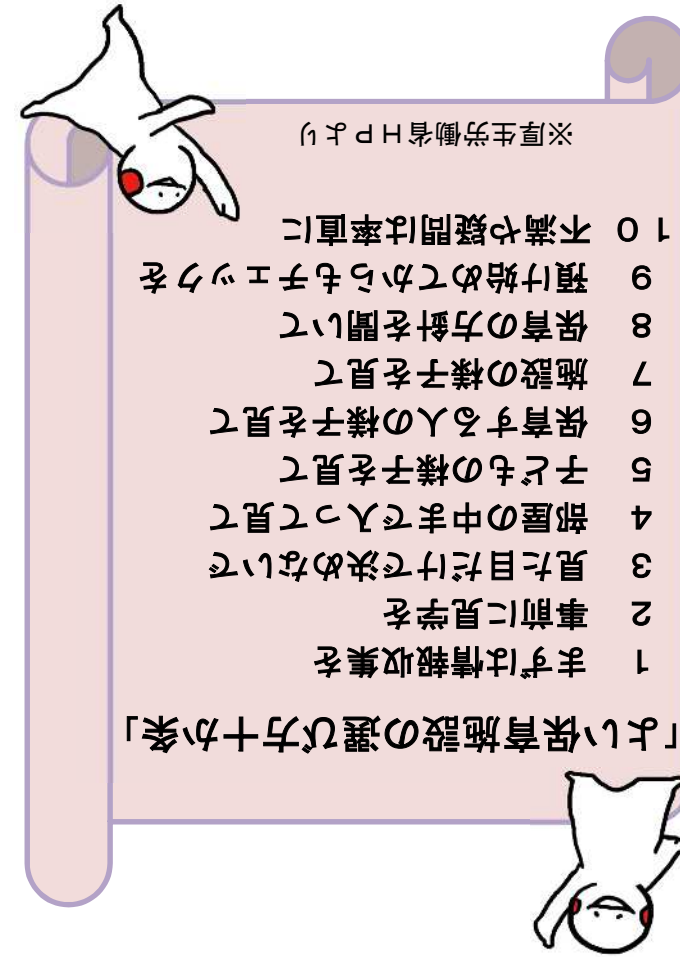 「よい保育施設の選び方十か条」
1 まずは情報収集を
2 事前に見学を
3 見た目だけで決めないで
4 部屋の中まで入って見て
5 子どもの様子を見て
6 保育する人の様子を見て
7 施設の様子を見て
8 保育の方針を聞いて
9 預け始めてからもチェックを
10 不満や疑問は率直に
※厚生労働省HPより